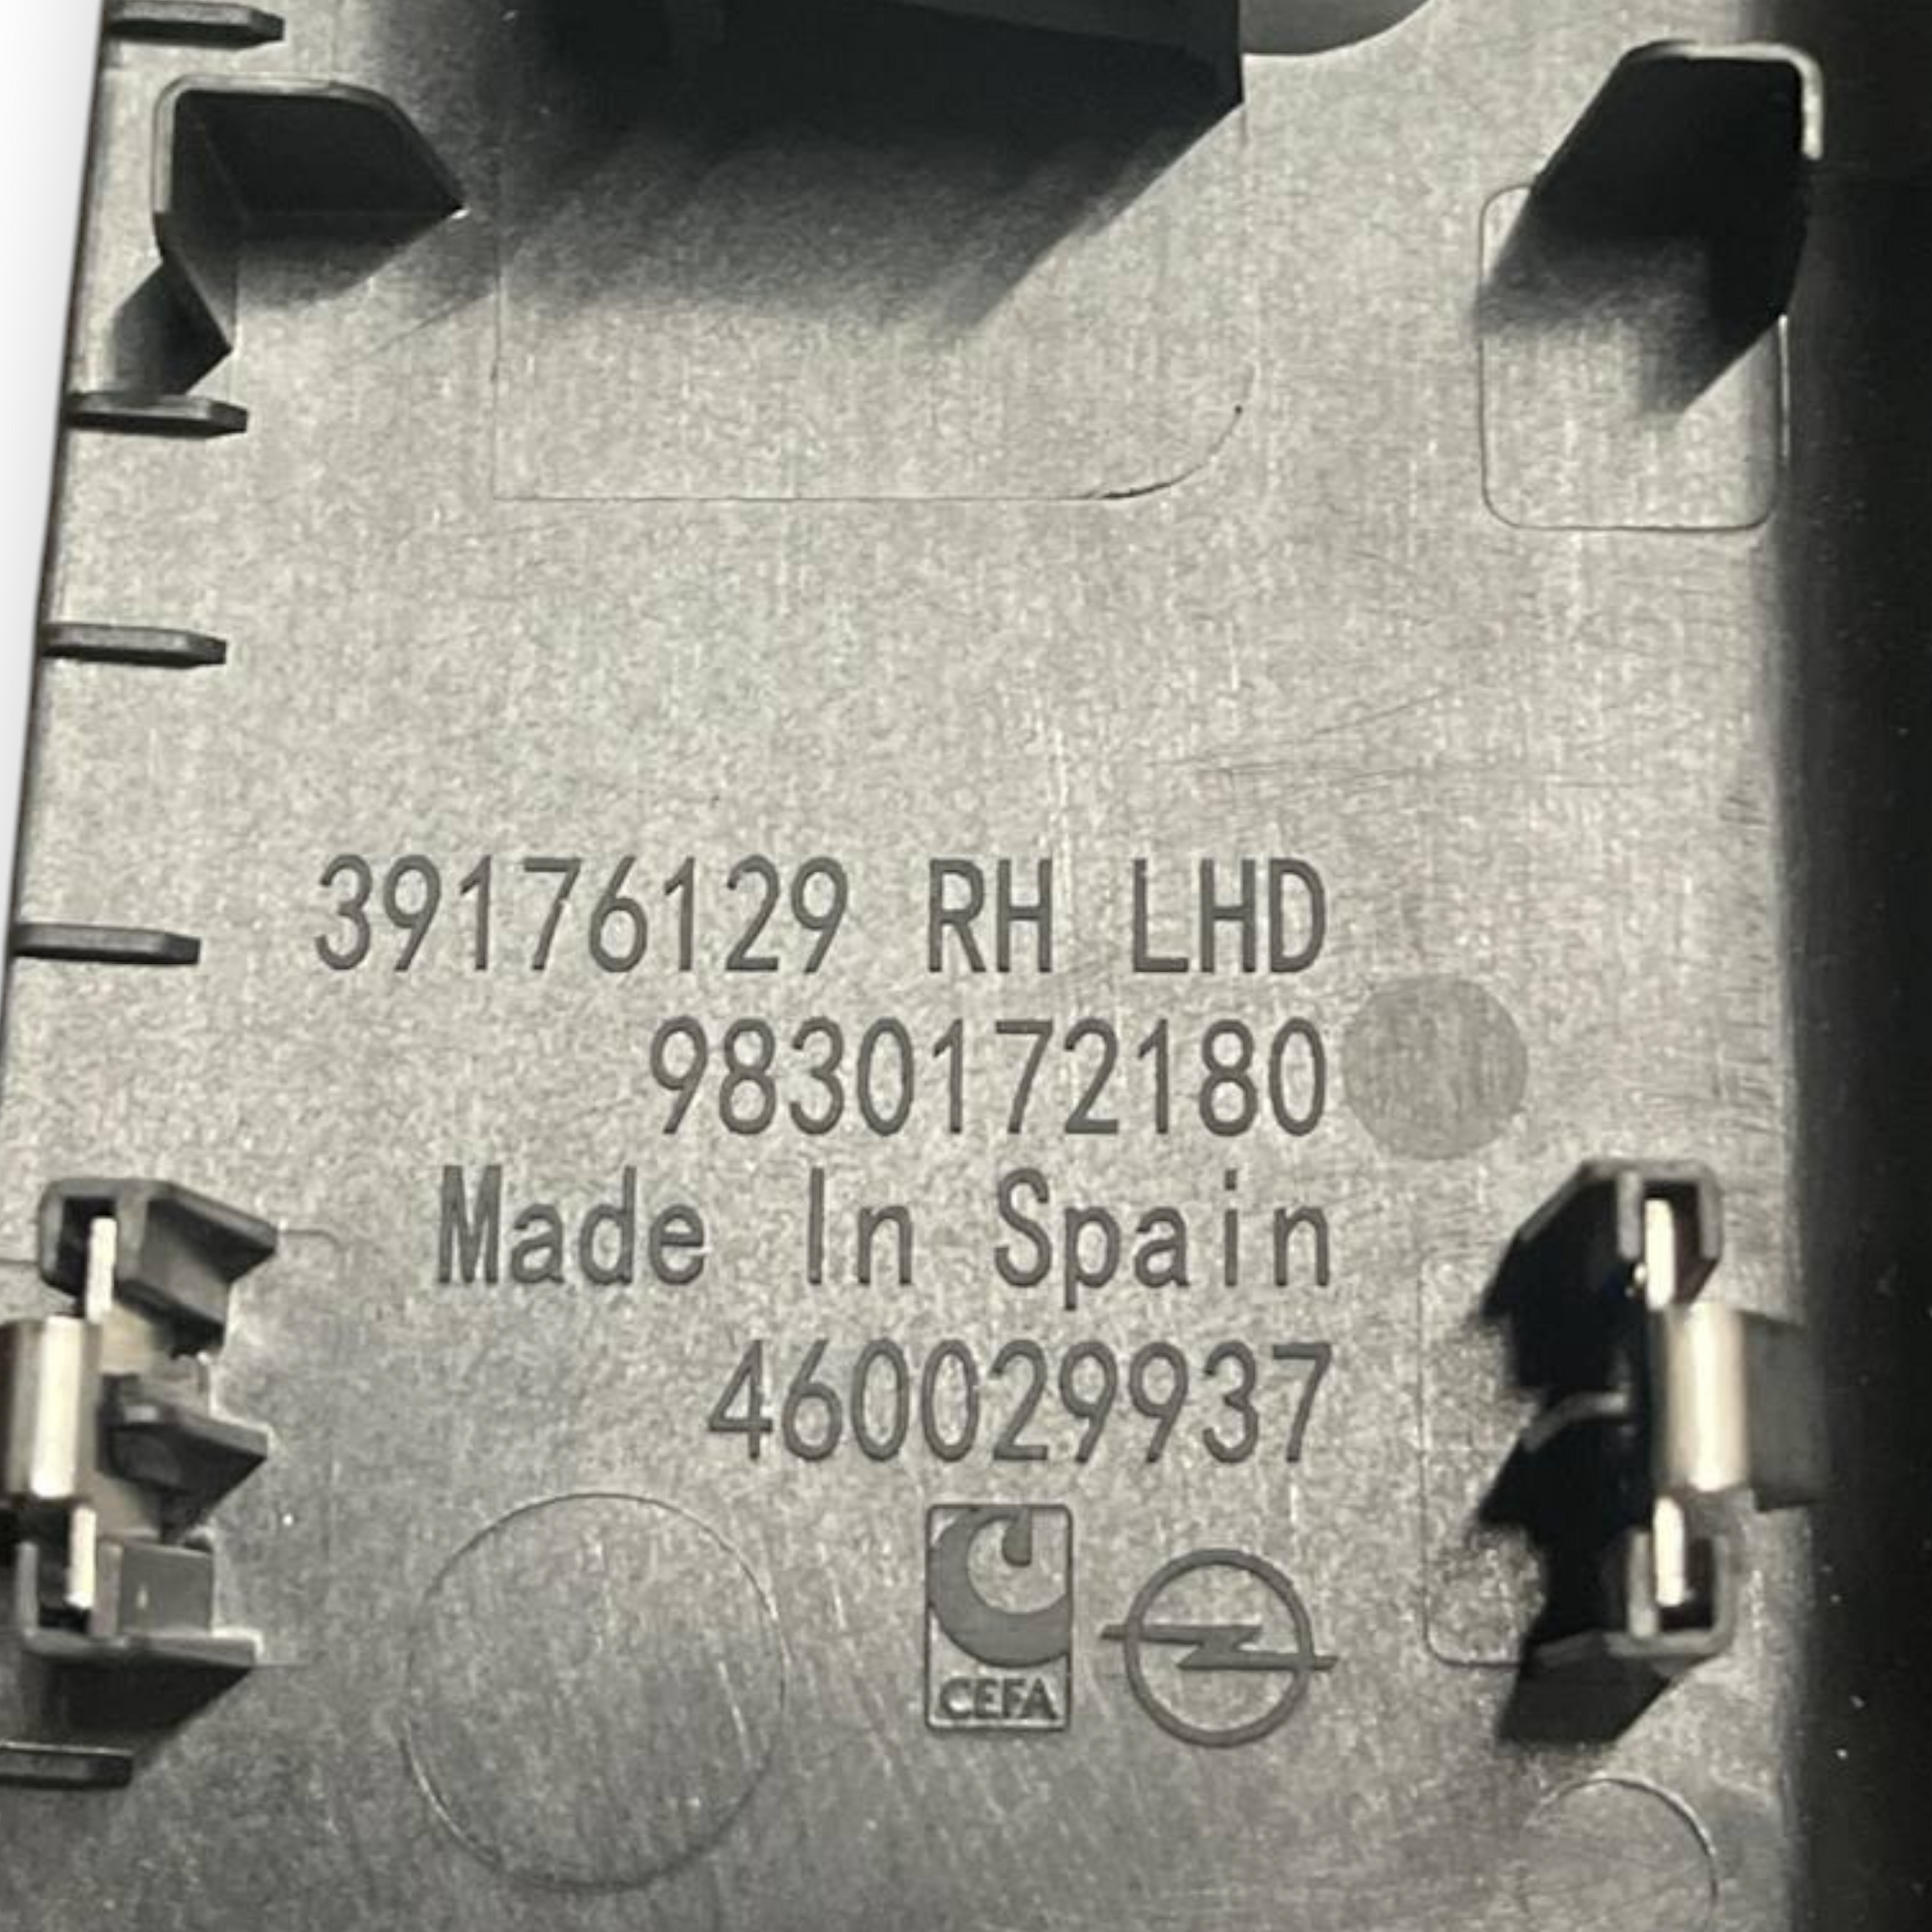 39176129 RH LHD
9830172180
Made In Spain
460029937
CEFA